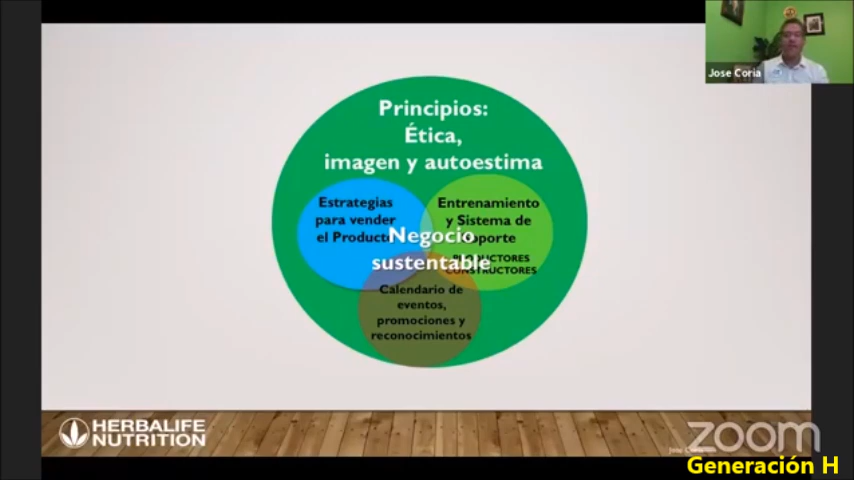 Jose Coria
Principios:
Ética,
imagen y autoestima
Estrategias
para vender
el Producto
Entrenamiento
y Sistema de
Soporte
PRODUCTORES
CONSTRUCTORES
Negocio
sustentable
Calendario de
eventos,
promociones y
reconocimientos
HERBALIFE
NUTRITION
zoom
Generación H